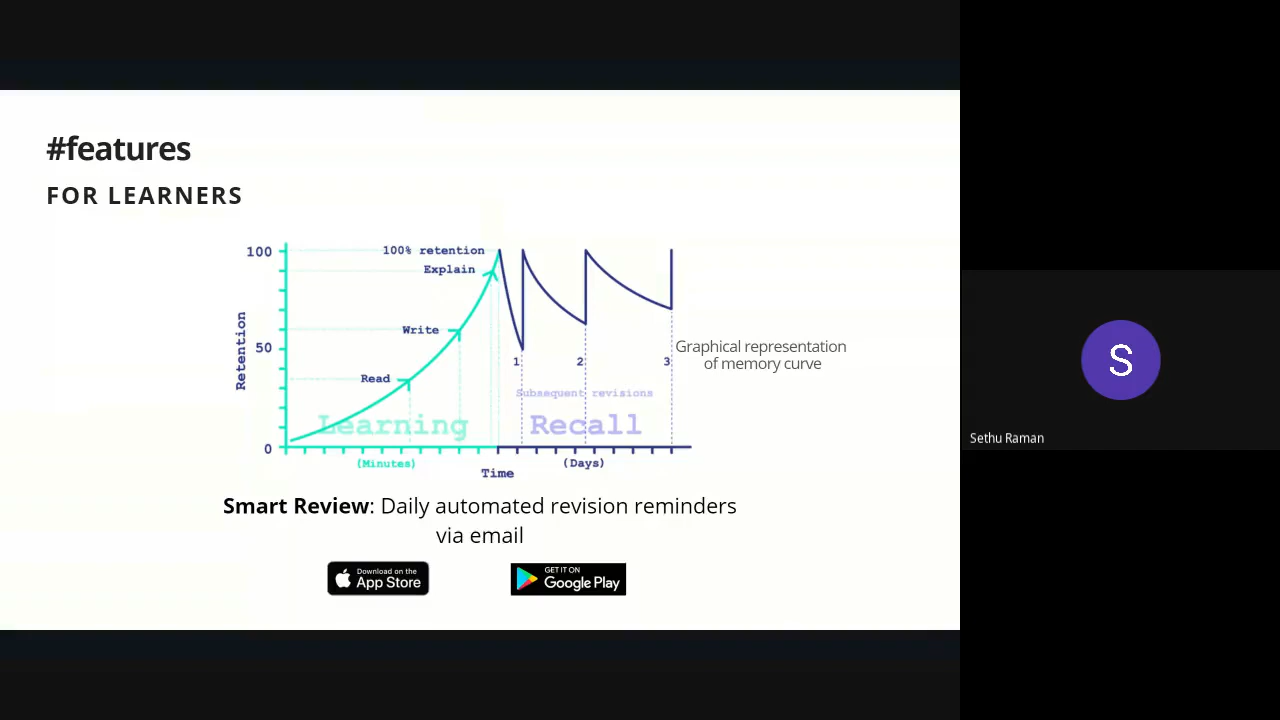 #features
FOR LEARNERS
100
100% retention
Explain
Write
50
Retention
Read
0
Learning
(Minutes)
Time
1
2
3
Subsequent revisions
Recall
(Days)
Graphical representation
of memory curve
Smart Review: Daily automated revision reminders
via email
Download on the
App Store
GET IT ON
Google Play
S
Sethu Raman